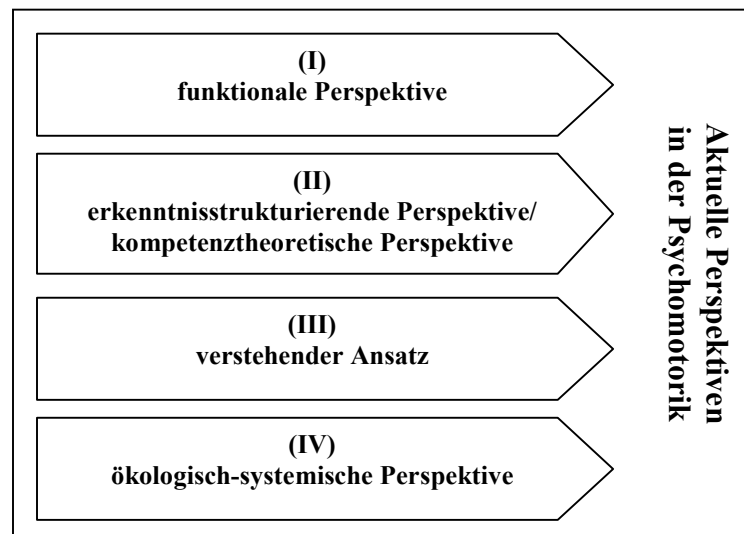 (I)
funktionale Perspektive
(II)
erkenntnisstrukturierende Perspektive/
kompetenztheoretische Perspektive
(III)
verstehender Ansatz
(IV)
ökologisch-systemische Perspektive
Aktuelle Perspektiven
in der Psychomotorik